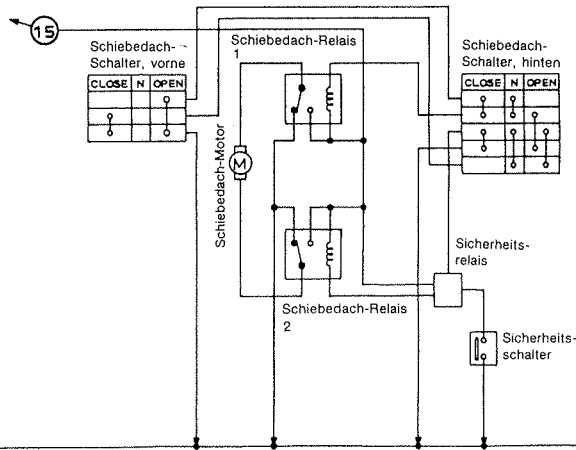 15
Schiebedach-
Schalter, vorne
CLOSE N OPEN
Schiebedach-Relais
1
Schiebedach-
Schalter, hinten
CLOSE N OPEN
Schiebedach-Motor
M
Sicherheits-
relais
Schiebedach-Relais
2
Sicherheits-
schalter